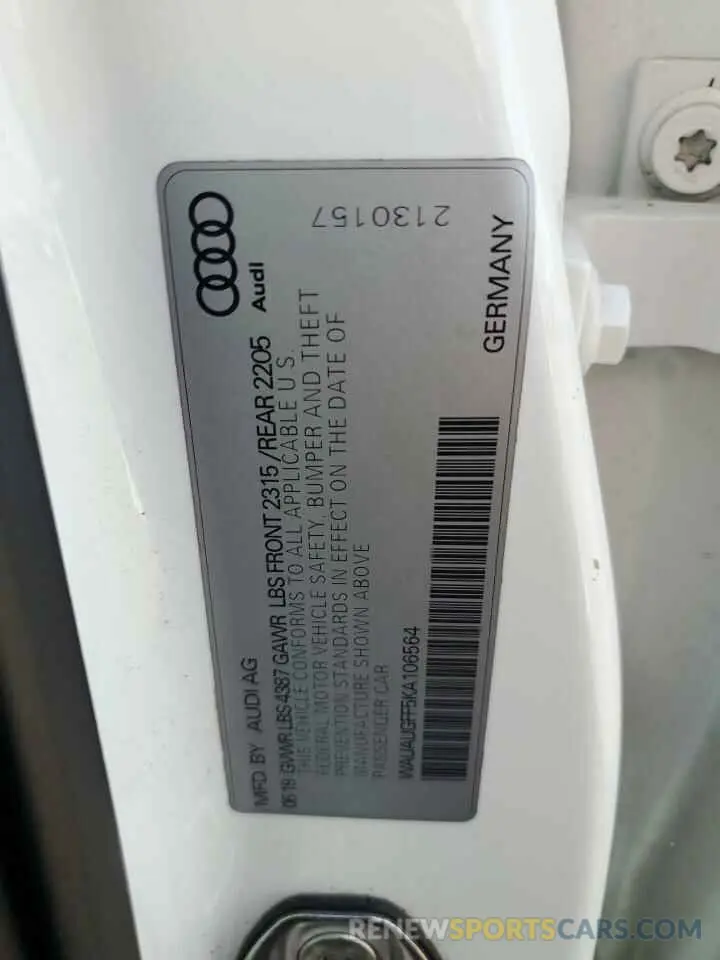 MFD BY AUDI AG
06 18 GVWR LBS 4387 GAWR LBS FRONT 2315 / REAR 2205
THIS VEHICLE CONFORMS TO ALL APPLICABLE U S.
FEDERAL MOTOR VEHICLE SAFETY, BUMPER AND THEFT
PREVENTION STANDARDS IN EFFECT ON THE DATE OF
MANUFACTURE SHOWN ABOVE
PASSENGER CAR
WAUAUGFF5KA106564
Audi
2130157
GERMANY
RENEWSPORTSCARS.COM